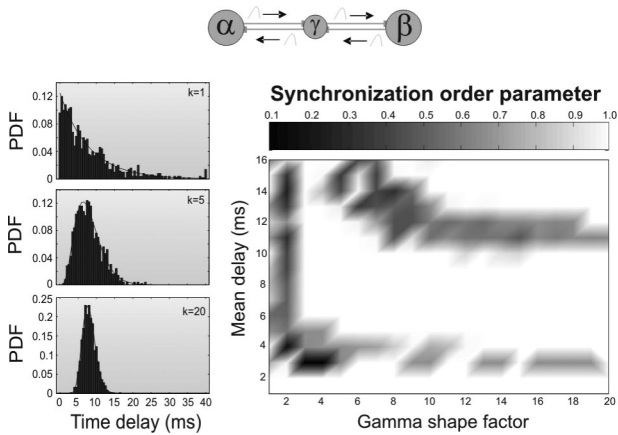 α γ β
Synchronization order parameter
0.1 0.2 0.3 0.4 0.5 0.6 0.7 0.8 0.9 1.0
PDF
0.12
0.08
0.04
0
k=1
PDF
0.12
0.08
0.04
0
k=5
PDF
0.25
0.2
0.15
0.1
0.05
0
k=20
0 5 10 15 20 25 30 35 40
Time delay (ms)
Mean delay (ms)
16
14
12
10
8
6
4
2
2 4 6 8 10 12 14 16 18 20
Gamma shape factor